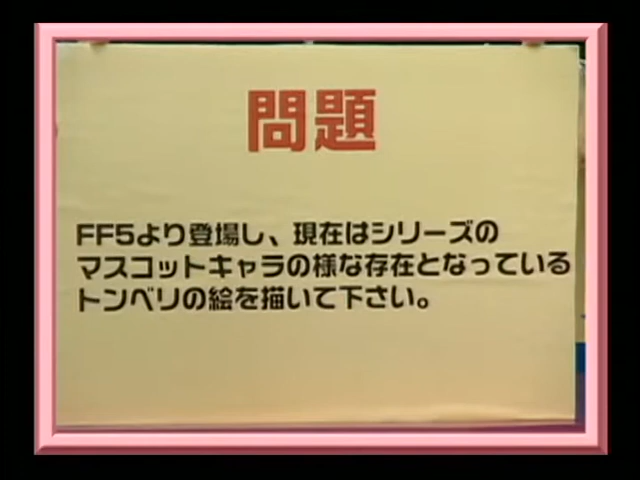 問題
FF5より登場し、現在はシリーズの
マスコットキャラの様な存在となっている
トンベリの絵を描いて下さい。